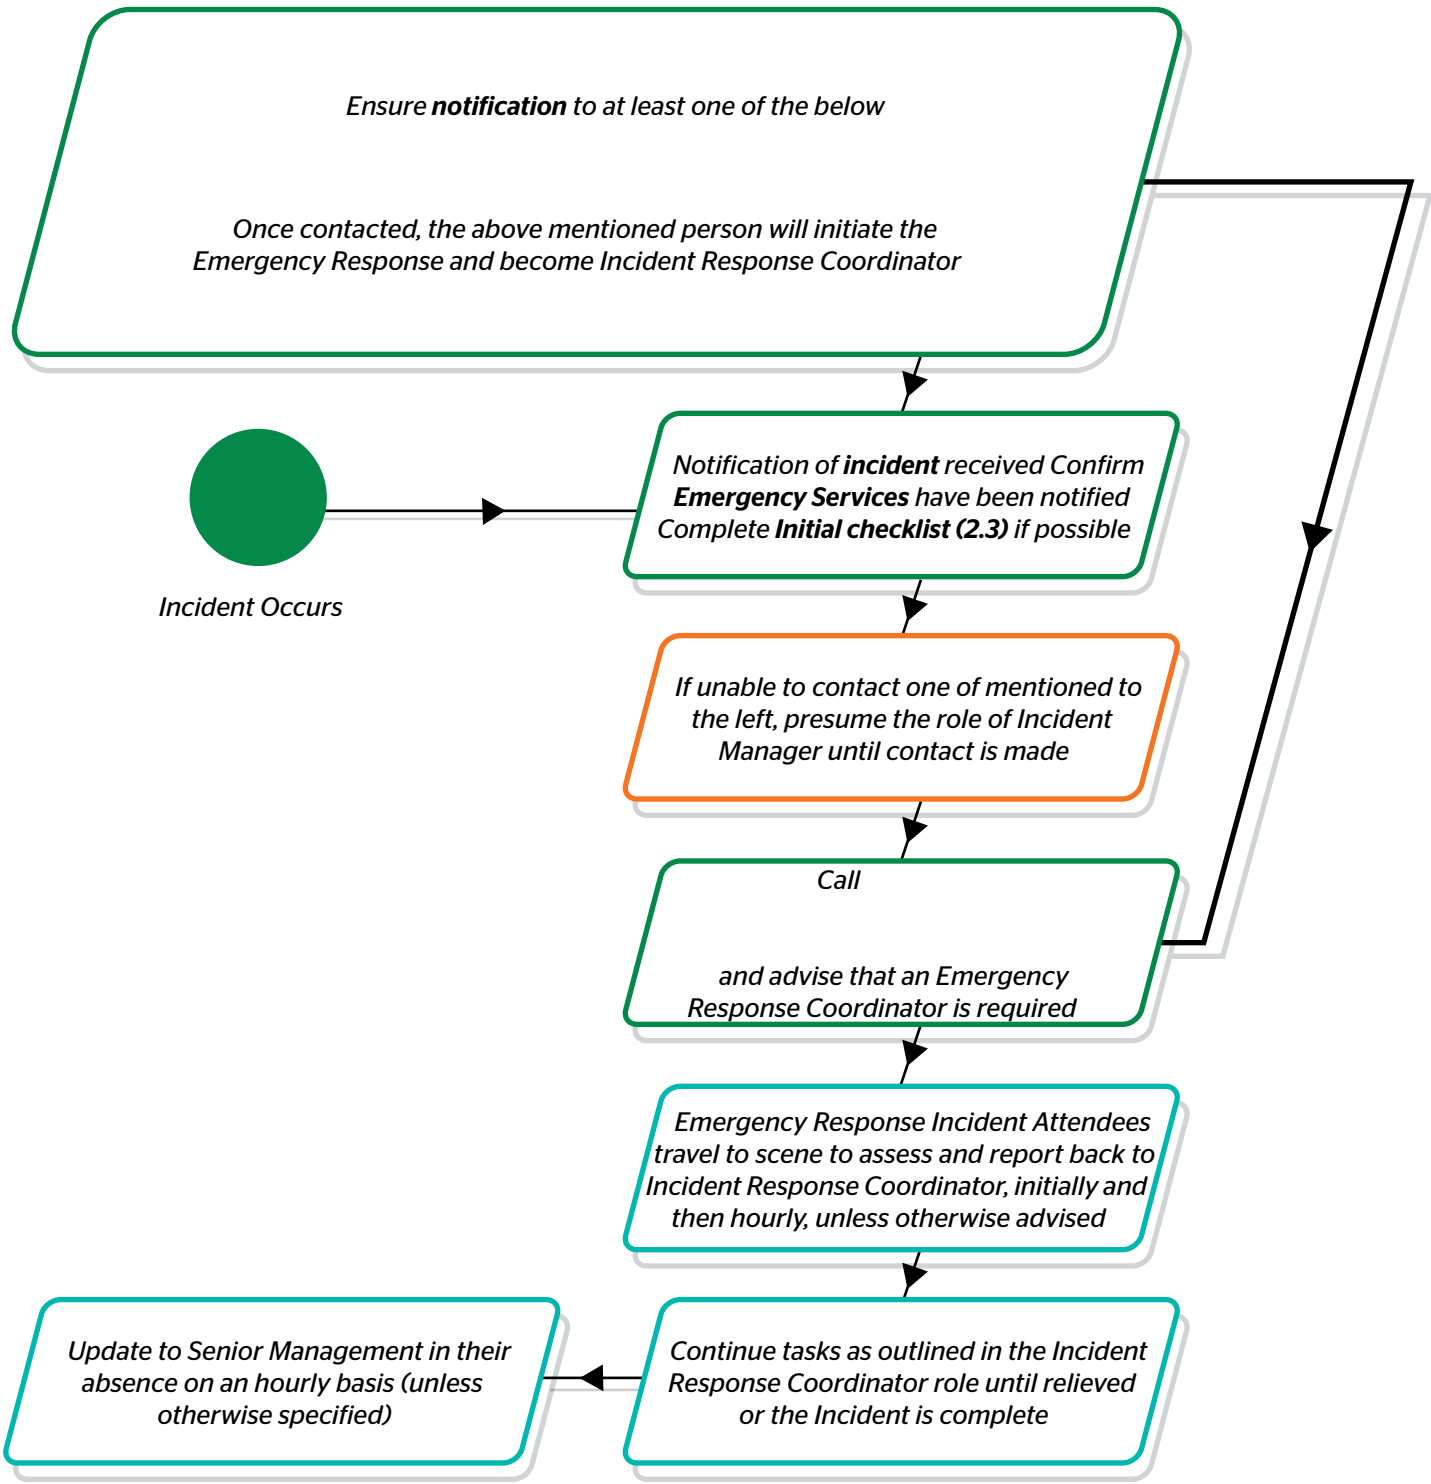 Ensure notification to at least one of the below
Once contacted, the above mentioned person will initiate the
Emergency Response and become Incident Response Coordinator
Notification of incident received Confirm
Emergency Services have been notified
Complete Initial checklist (2.3) if possible
Incident Occurs
If unable to contact one of mentioned to
the left, presume the role of Incident
Manager until contact is made
Call
and advise that an Emergency
Response Coordinator is required
Emergency Response Incident Attendees
travel to scene to assess and report back to
Incident Response Coordinator, initially and
then hourly, unless otherwise advised
Update to Senior Management in their
absence on an hourly basis (unless
otherwise specified)
Continue tasks as outlined in the Incident
Response Coordinator role until relieved
or the Incident is complete